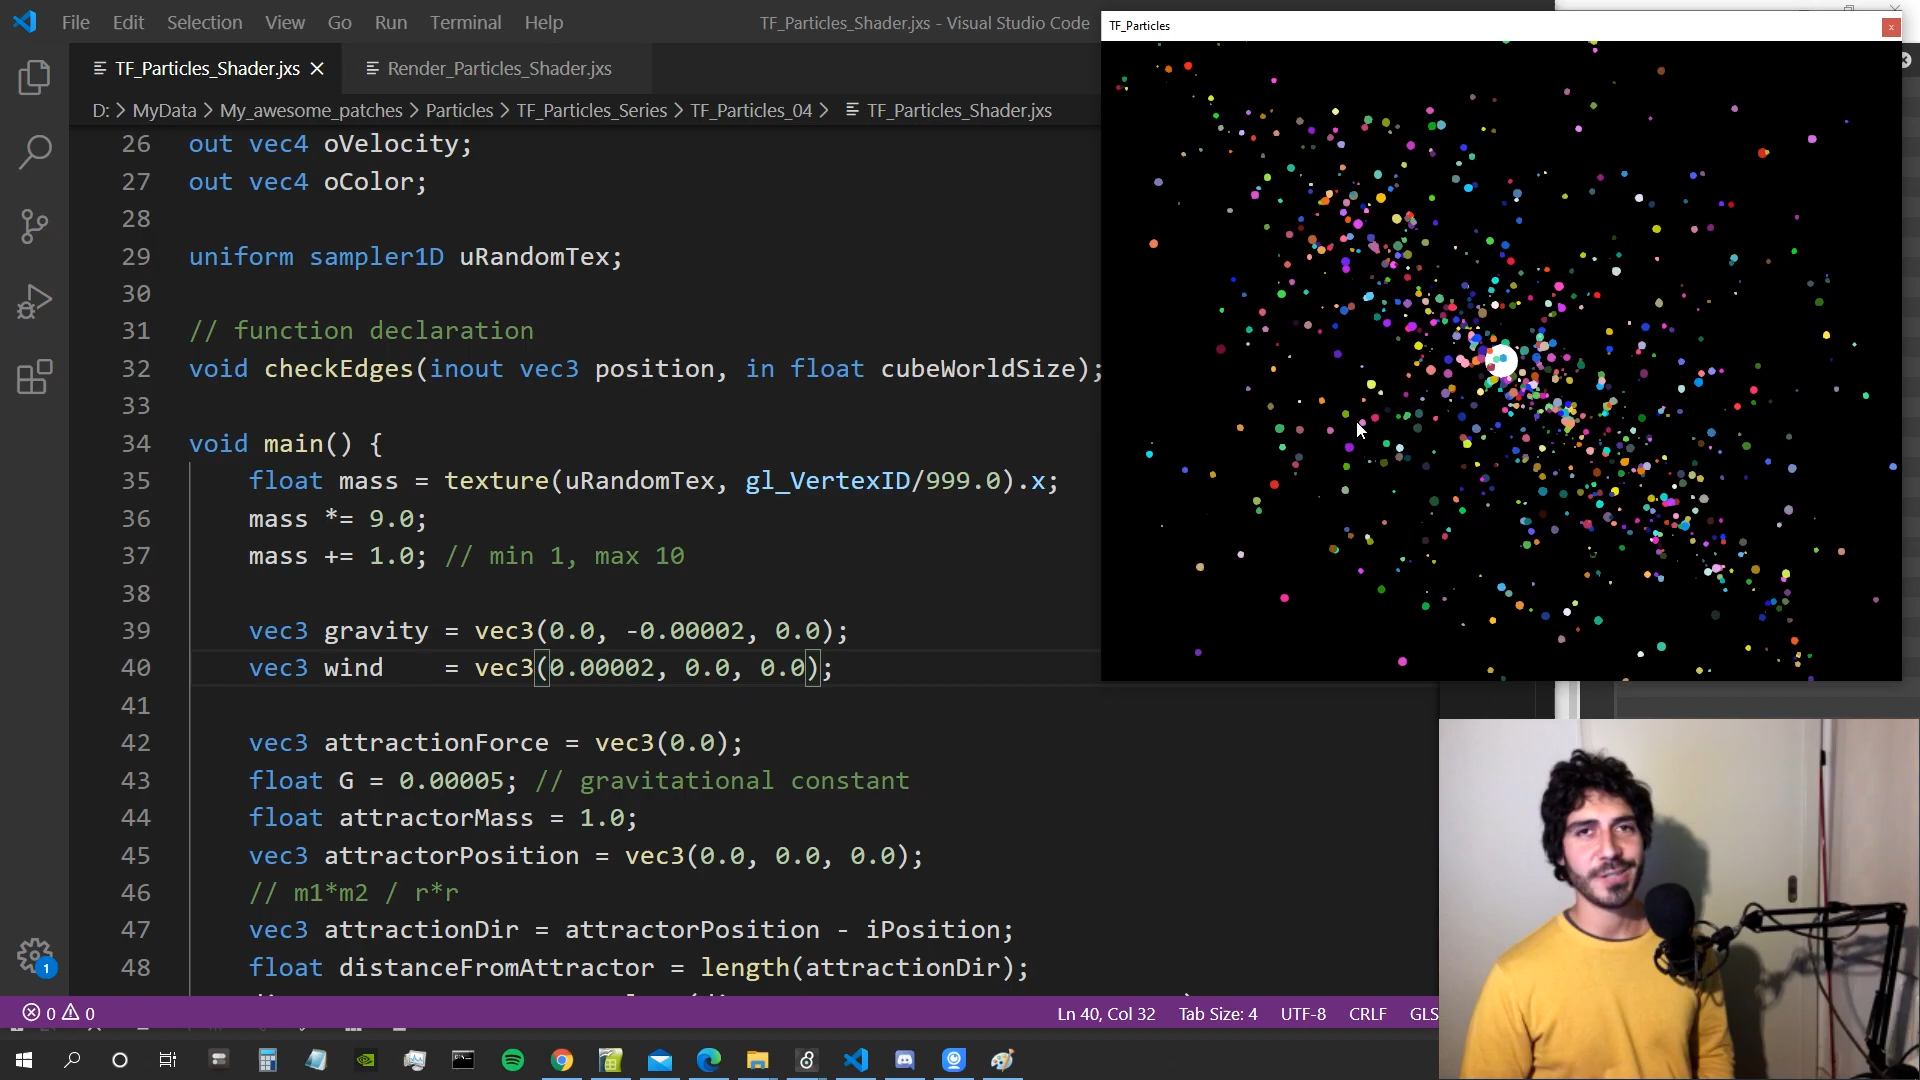 File Edit Selection View Go Run Terminal Help
TF_Particles_Shader.jxs - Visual Studio Code
TF_Particles
TF_Particles_Shader.jxs
Render_Particles_Shader.jxs
D: > MyData > My_awesome_patches > Particles > TF_Particles_Series > TF_Particles_04 > TF_Particles_Shader.jxs
26 out vec4 oVelocity;
27 out vec4 oColor;
28
29 uniform sampler1D uRandomTex;
30
31 // function declaration
32 void checkEdges(inout vec3 position, in float cubeWorldSize);
33
34 void main() {
35 float mass = texture(uRandomTex, gl_VertexID/999.0).x;
36 mass *= 9.0;
37 mass += 1.0; // min 1, max 10
38
39 vec3 gravity = vec3(0.0, -0.00002, 0.0);
40 vec3 wind    = vec3(0.00002, 0.0, 0.0);
41
42 vec3 attractionForce = vec3(0.0);
43 float G = 0.00005; // gravitational constant
44 float attractorMass = 1.0;
45 vec3 attractorPosition = vec3(0.0, 0.0, 0.0);
46 // m1*m2 / r*r
47 vec3 attractionDir = attractorPosition - iPosition;
48 float distanceFromAttractor = length(attractionDir);
1
0 0
Ln 40, Col 32 Tab Size: 4 UTF-8 CRLF GLS